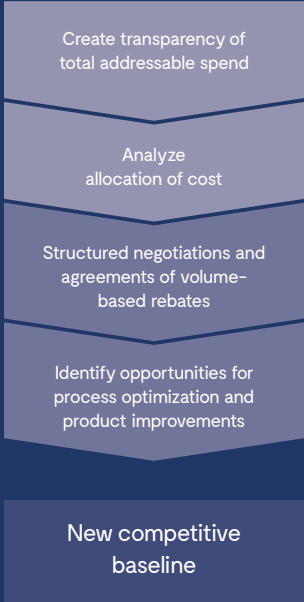 Create transparency of
total addressable spend
Analyze
allocation of cost
Structured negotiations and
agreements of volume-
based rebates
Identify opportunities for
process optimization and
product improvements
New competitive
baseline